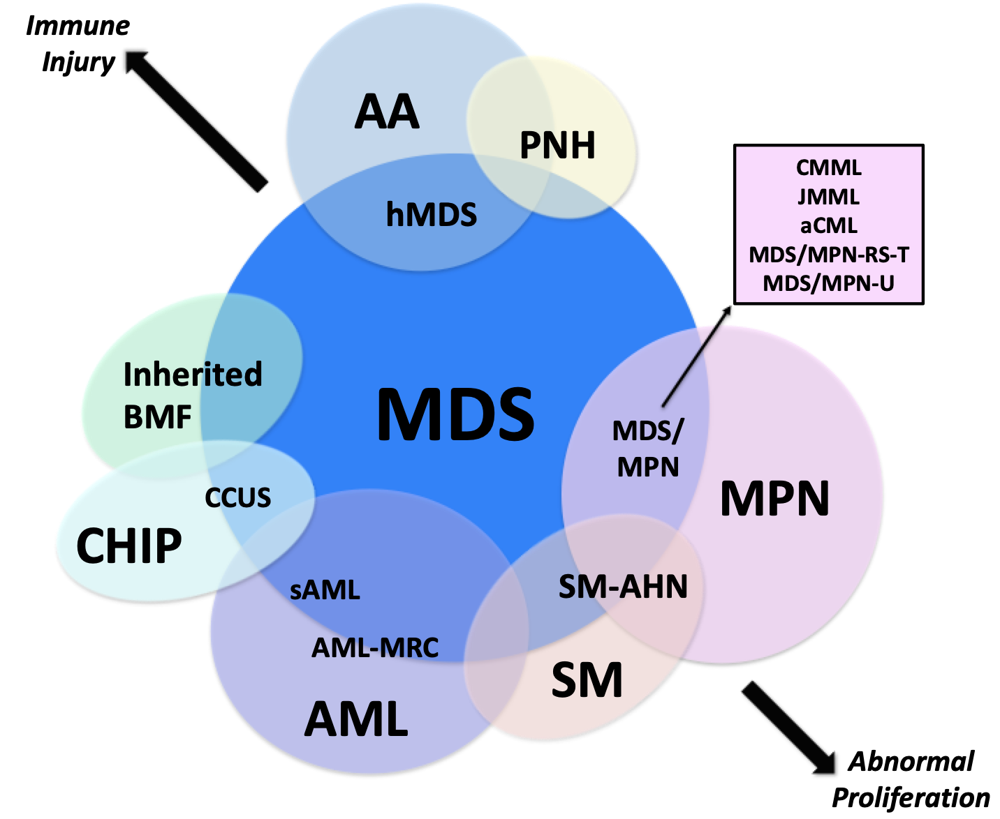 Immune
Injury
AA
PNH
hMDS
CMML
JMML
aCML
MDS/MPN-RS-T
MDS/MPN-U
Inherited
BMF
MDS
MDS/
MPN
MPN
CCUS
CHIP
sAML
SM-AHN
AML-MRC
SM
AML
Abnormal
Proliferation